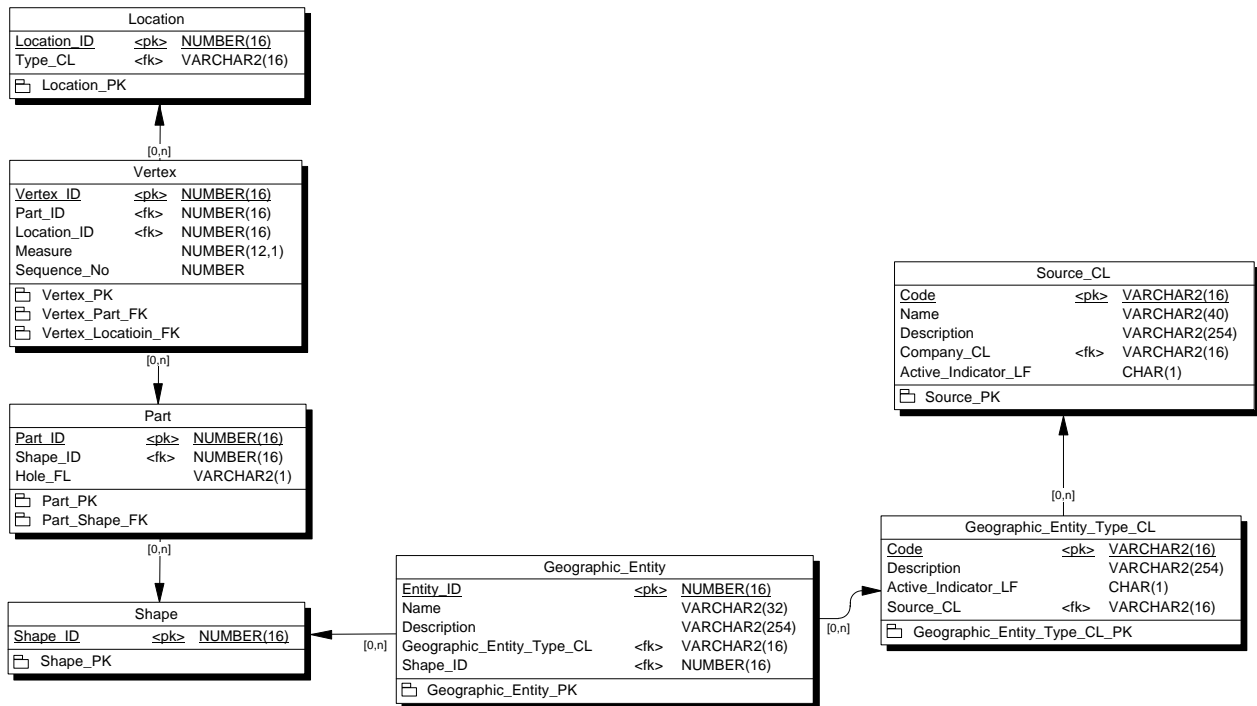 Location
Location_ID <pk> NUMBER(16)
Type_CL <fk> VARCHAR2(16)
Location_PK
[0,n]
Vertex
Vertex_ID <pk> NUMBER(16)
Part_ID <fk> NUMBER(16)
Location_ID <fk> NUMBER(16)
Measure NUMBER(12,1)
Sequence_No NUMBER
Vertex_PK
Vertex_Part_FK
Vertex_Locatioin_FK
[0,n]
Part
Part_ID <pk> NUMBER(16)
Shape_ID <fk> NUMBER(16)
Hole_FL VARCHAR2(1)
Part_PK
Part_Shape_FK
[0,n]
Shape
Shape_ID <pk> NUMBER(16)
Shape_PK
[0,n]
Geographic_Entity
Entity_ID <pk> NUMBER(16)
Name VARCHAR2(32)
Description VARCHAR2(254)
Geographic_Entity_Type_CL <fk> VARCHAR2(16)
Shape_ID <fk> NUMBER(16)
Geographic_Entity_PK
[0,n]
Source_CL
Code <pk> VARCHAR2(16)
Name VARCHAR2(40)
Description VARCHAR2(254)
Company_CL <fk> VARCHAR2(16)
Active_Indicator_LF CHAR(1)
Source_PK
[0,n]
Geographic_Entity_Type_CL
Code <pk> VARCHAR2(16)
Description VARCHAR2(254)
Active_Indicator_LF CHAR(1)
Source_CL <fk> VARCHAR2(16)
Geographic_Entity_Type_CL_PK